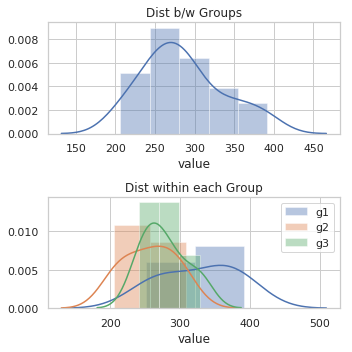 Dist b/w Groups
0.008
0.006
0.004
0.002
0.000
150 200 250 300 350 400 450
value
Dist within each Group
g1
g2
g3
0.010
0.005
0.000
200 300 400 500
value